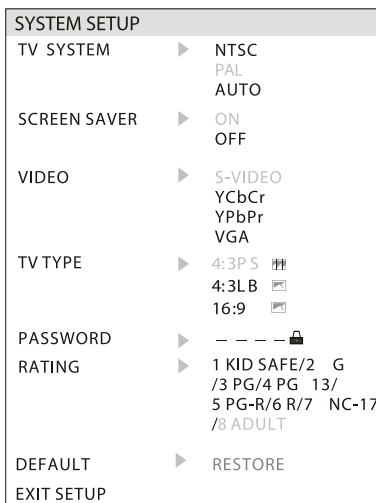 SYSTEM SETUP
TV SYSTEM NTSC
PAL
AUTO
SCREEN SAVER ON
OFF
VIDEO S-VIDEO
YCbCr
YPbPr
VGA
TV TYPE 4:3PS
4:3LB
16:9
PASSWORD – – – –
RATING 1 KID SAFE/2 G
/3 PG/4 PG 13/
5 PG-R/6 R/7 NC-17
/8 ADULT
DEFAULT RESTORE
EXIT SETUP